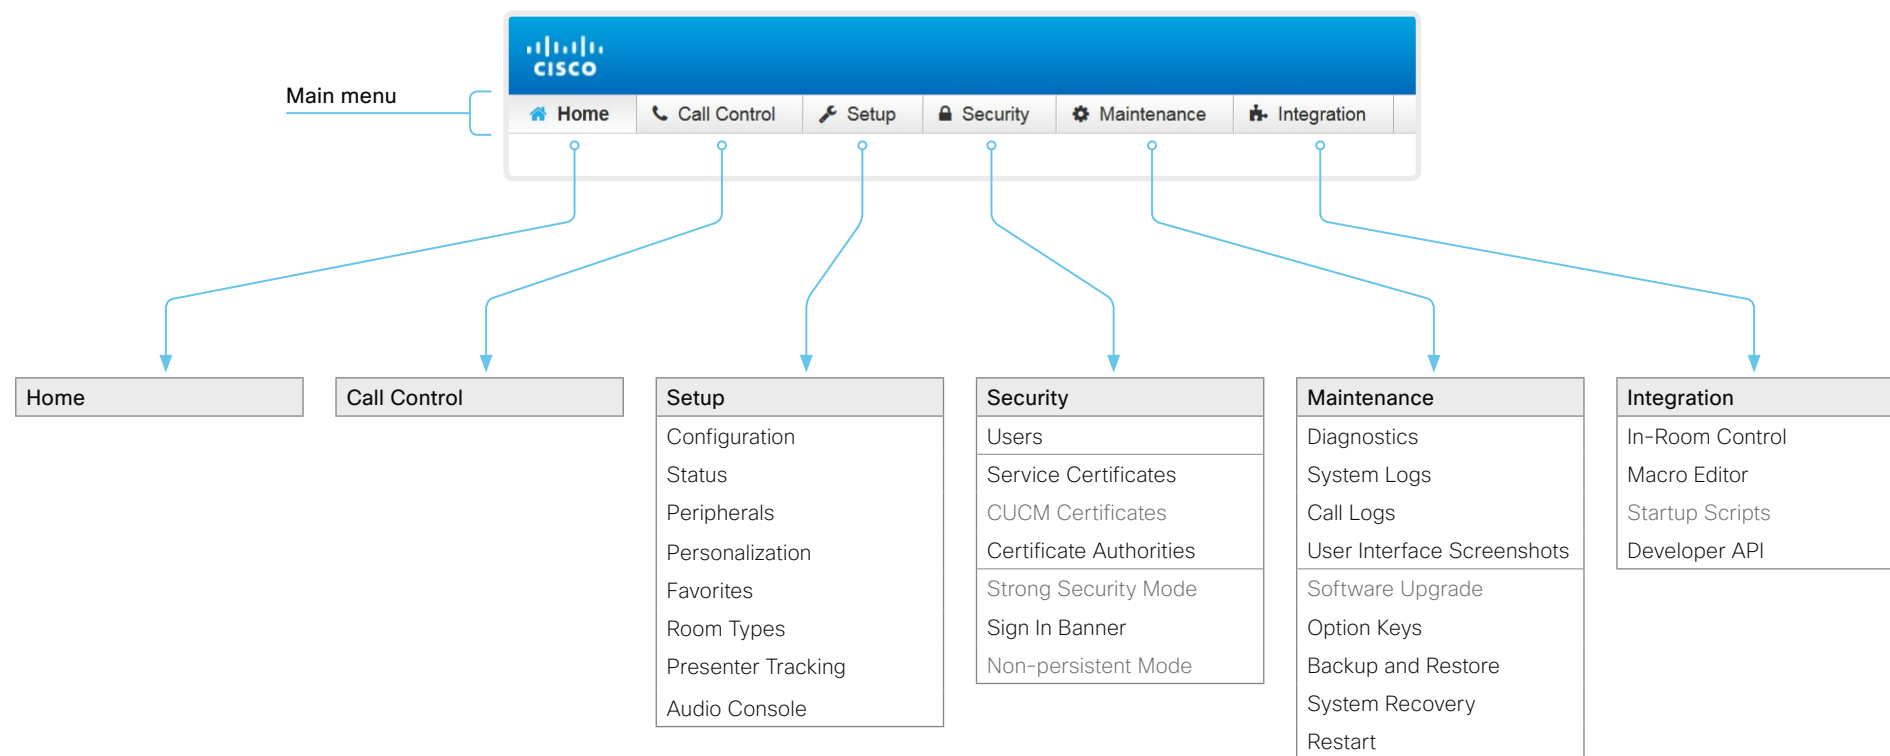 CISCO
Main menu
Home Call Control Setup Security Maintenance Integration
Home
Call Control
Setup
Configuration
Status
Peripherals
Personalization
Favorites
Room Types
Presenter Tracking
Audio Console
Security
Users
Service Certificates
CUCM Certificates
Certificate Authorities
Strong Security Mode
Sign In Banner
Non-persistent Mode
Maintenance
Diagnostics
System Logs
Call Logs
User Interface Screenshots
Software Upgrade
Option Keys
Backup and Restore
System Recovery
Restart
Integration
In-Room Control
Macro Editor
Startup Scripts
Developer API